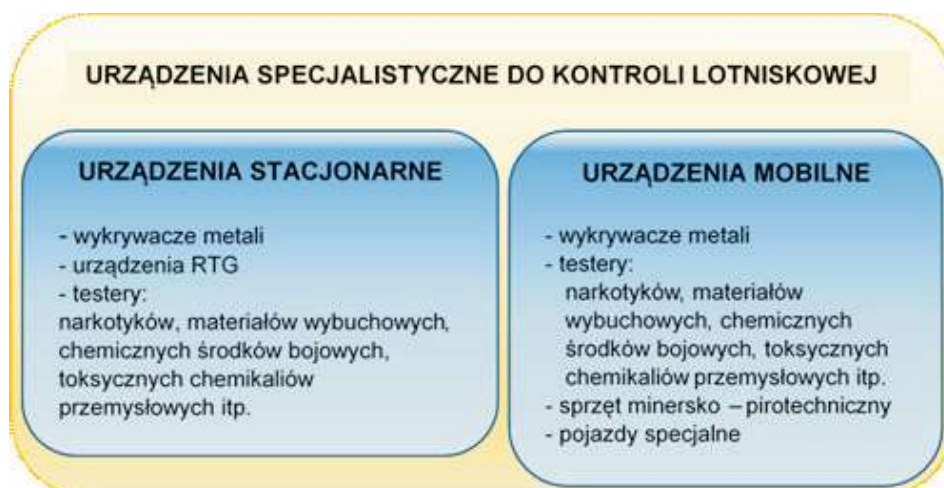 URZĄDZENIA SPECJALISTYCZNE DO KONTROLI LOTNISKOWEJ
URZĄDZENIA STACJONARNE
- wykrywacze metali
- urządzenia RTG
- testery:
narkotyków, materiałów wybuchowych,
chemicznych środków bojowych,
toksycznych chemikaliów
przemysłowych itp.
URZĄDZENIA MOBILNE
- wykrywacze metali
- testery:
narkotyków, materiałów
wybuchowych, chemicznych
środków bojowych, toksycznych
chemikaliów przemysłowych itp.
- sprzęt minersko – pirotechniczny
- pojazdy specjalne